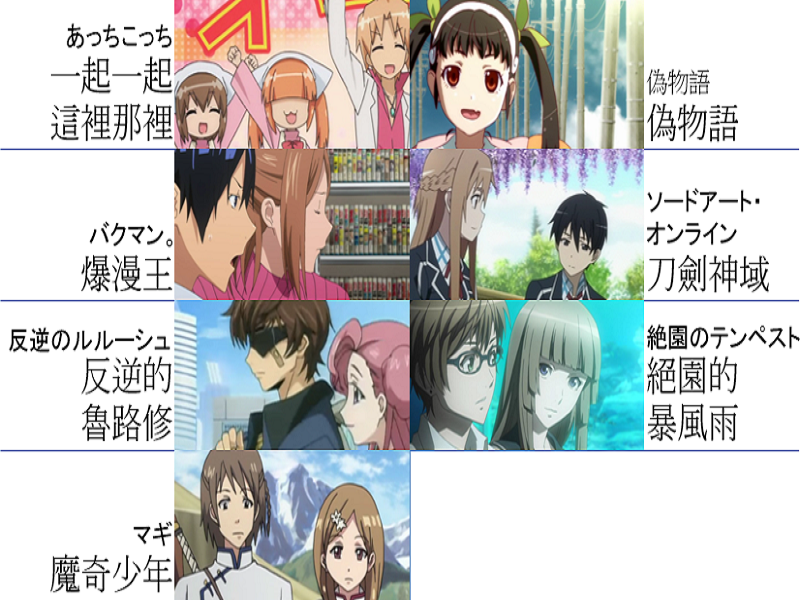 あっちこっち
一起一起
這裡那裡
偽物語
偽物語
バクマン。
爆漫王
ソードアート・
オンライン
刀劍神域
反逆のルルーシュ
反逆的
魯路修
絶園のテンペスト
絕園的
暴風雨
マギ
魔奇少年